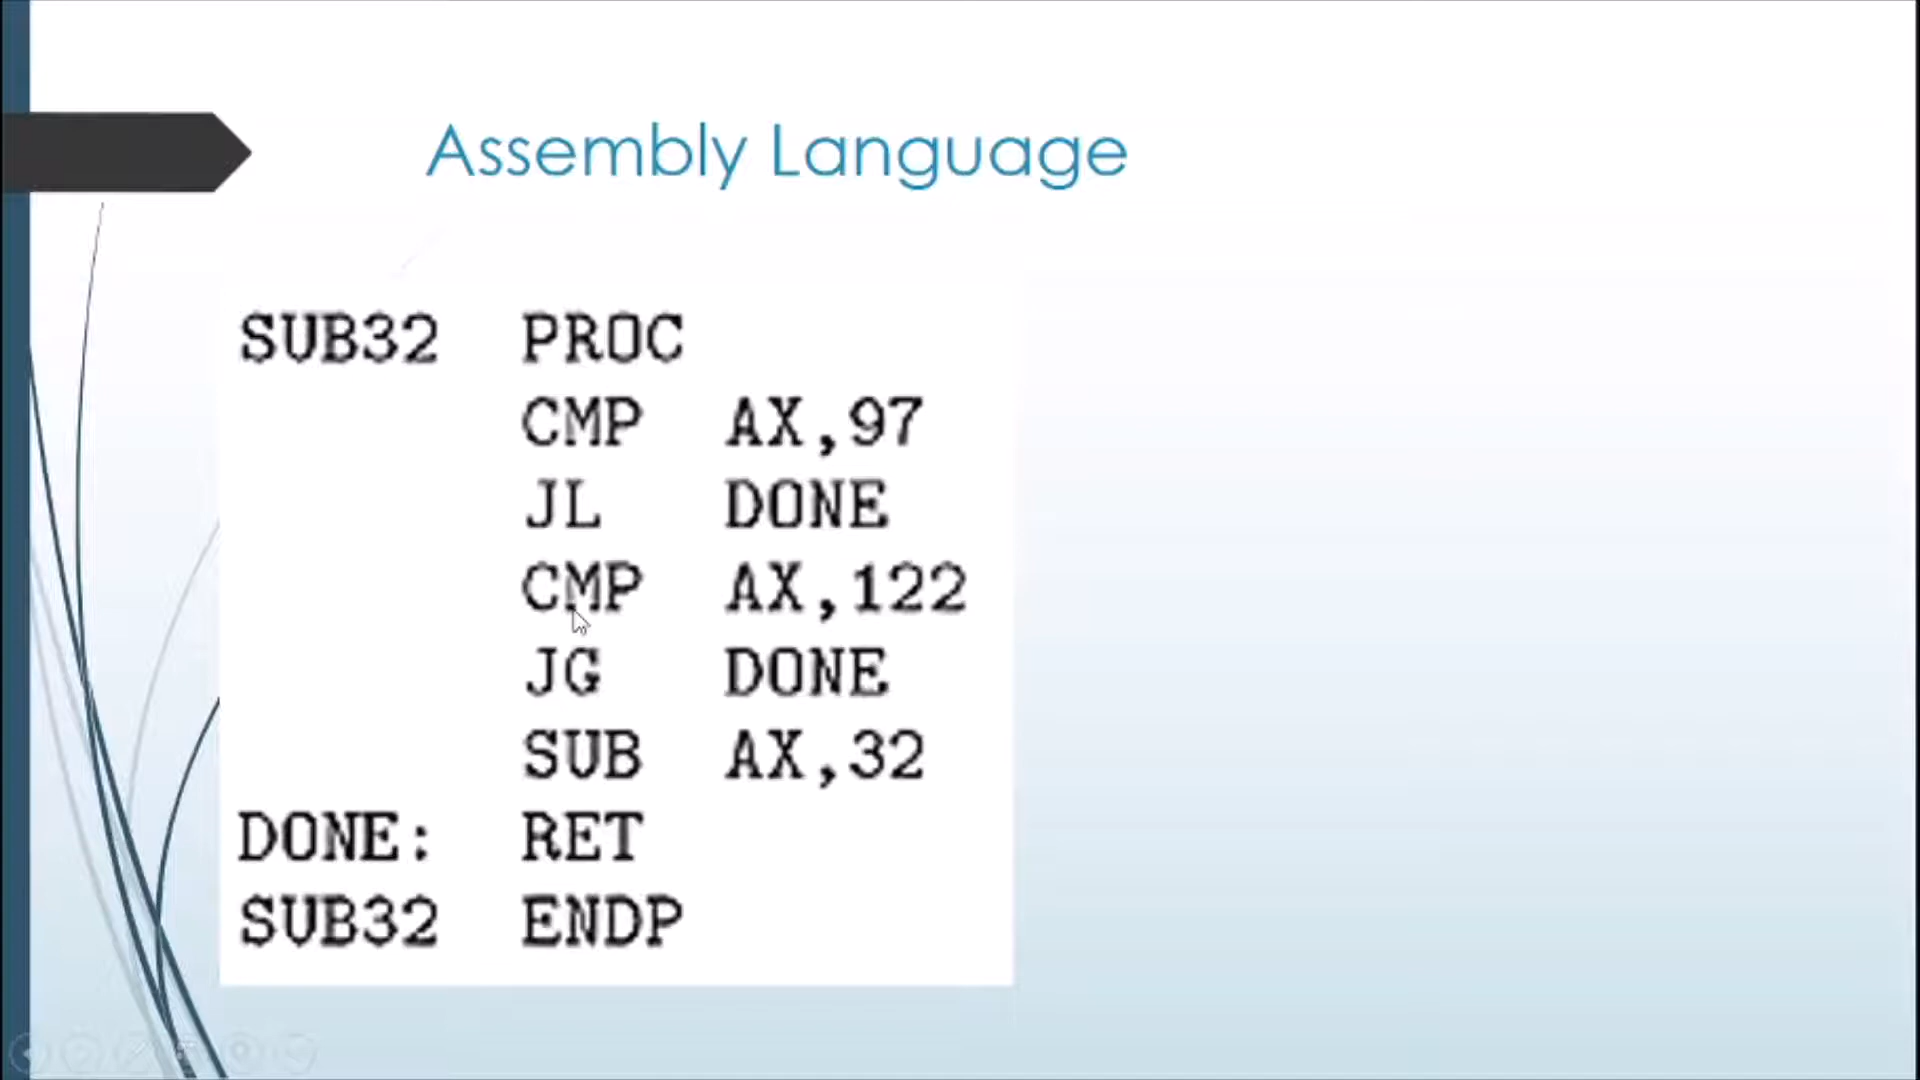 Assembly Language
SUB32 PROC
CMP AX,97
JL DONE
CMP AX,122
JG DONE
SUB AX,32
DONE: RET
SUB32 ENDP